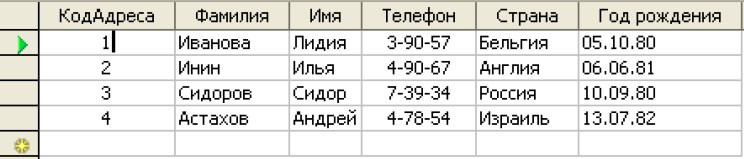 КодАдреса Фамилия Имя Телефон Страна Год рождения
1 Иванова Лидия 3-90-57 Бельгия 05.10.80
2 Инин Илья 4-90-67 Англия 06.06.81
3 Сидоров Сидор 7-39-34 Россия 10.09.80
4 Астахов Андрей 4-78-54 Израиль 13.07.82